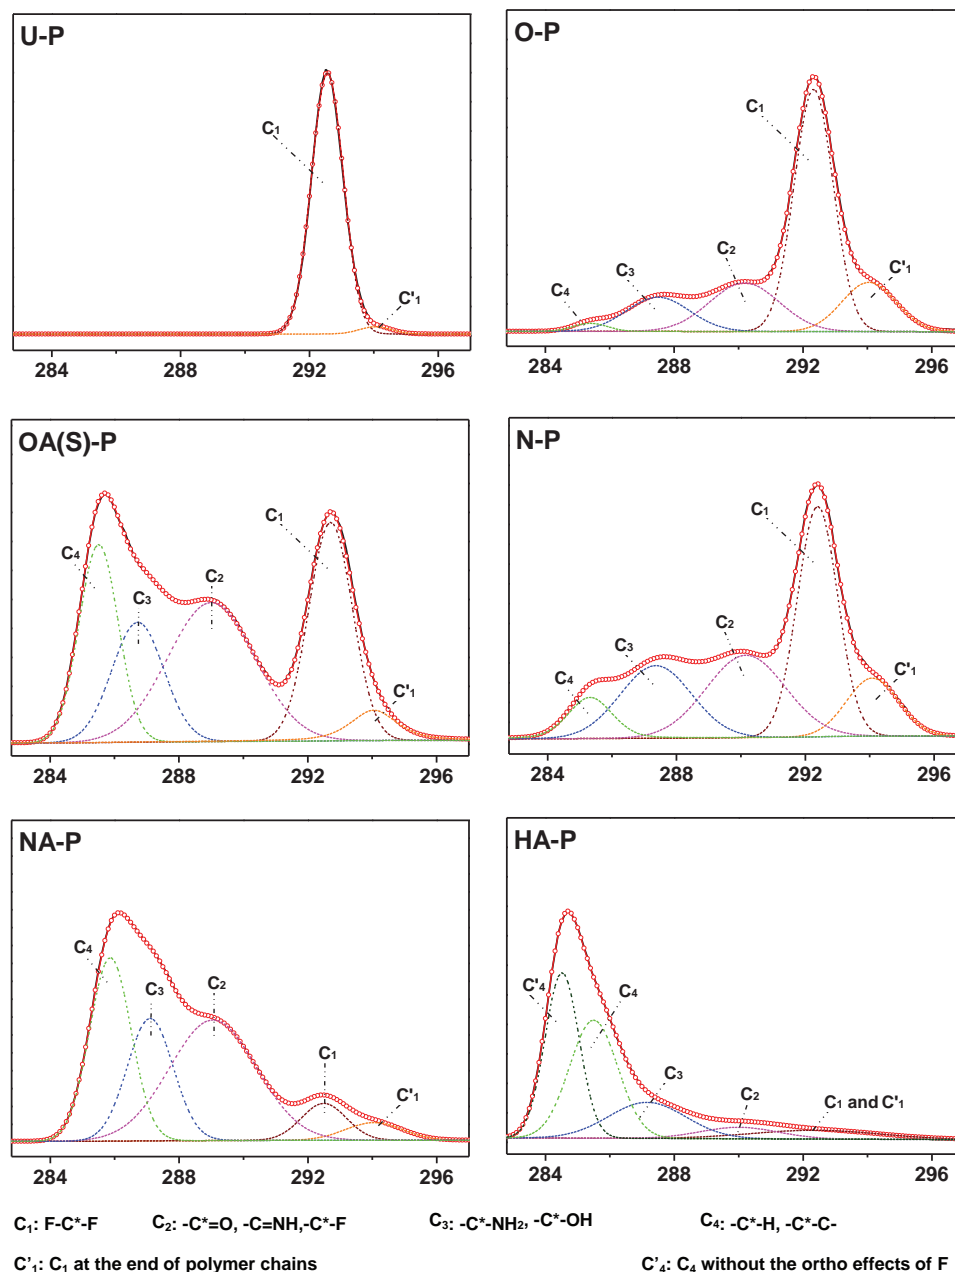 U-P
C₁
C'₁
284 288 292 296
O-P
C₁
C₂
C₃
C₄
C'₁
284 288 292 296
OA(S)-P
C₁
C₄
C₃
C₂
C'₁
284 288 292 296
N-P
C₁
C₂
C₃
C₄
C'₁
284 288 292 296
NA-P
C₄
C₃
C₂
C₁
C'₁
284 288 292 296
HA-P
C'₄
C₄
C₃
C₂
C₁ and C'₁
284 288 292 296
C₁: F-C*-F C₂: -C*=O, -C=NH,-C*-F C₃: -C*-NH₂, -C*-OH C₄: -C*-H, -C*-C-
C'₁: C₁ at the end of polymer chains C'₄: C₄ without the ortho effects of F